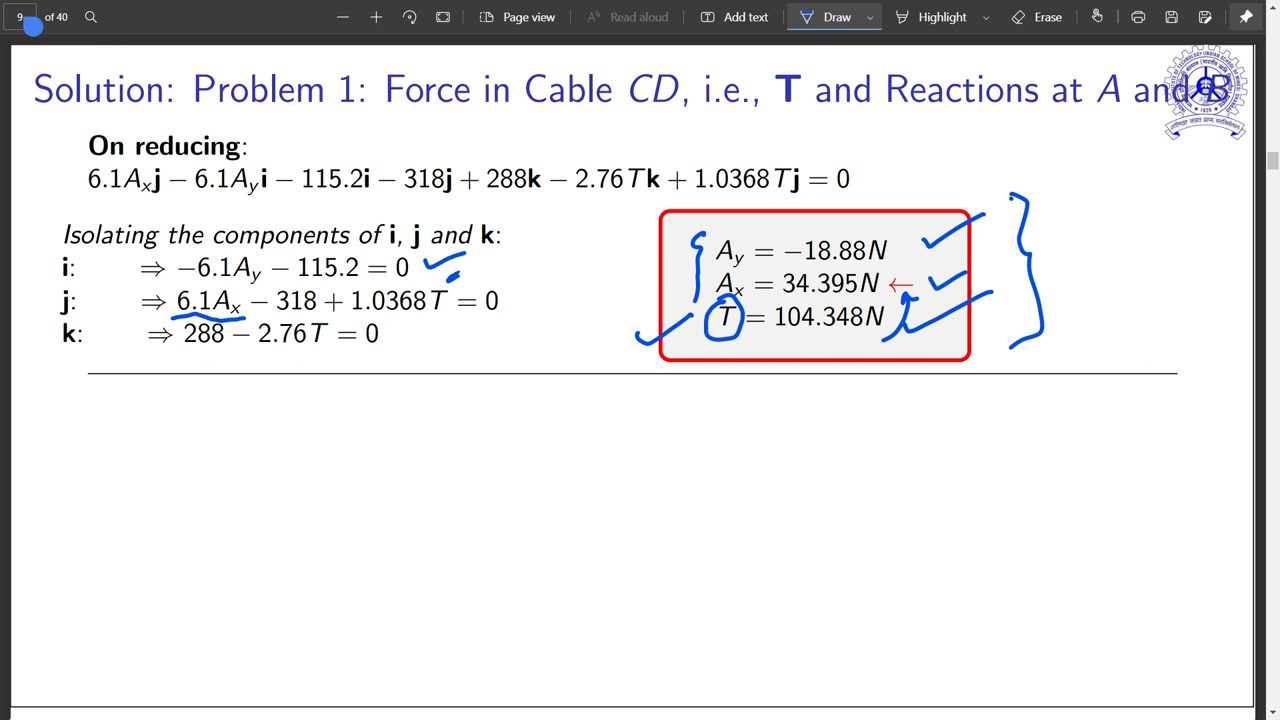 9 of 40 Page view Read aloud Add text Draw Highlight Erase
Solution: Problem 1: Force in Cable CD, i.e., T and Reactions at A and B
On reducing:
6.1Aₓj − 6.1A_yi − 115.2i − 318j + 288k − 2.76Tk + 1.0368Tj = 0
Isolating the components of i, j and k:
i: ⇒ −6.1A_y − 115.2 = 0
j: ⇒ 6.1Aₓ − 318 + 1.0368T = 0
k: ⇒ 288 − 2.76T = 0
A_y = −18.88N
Aₓ = 34.395N ←
T = 104.348N